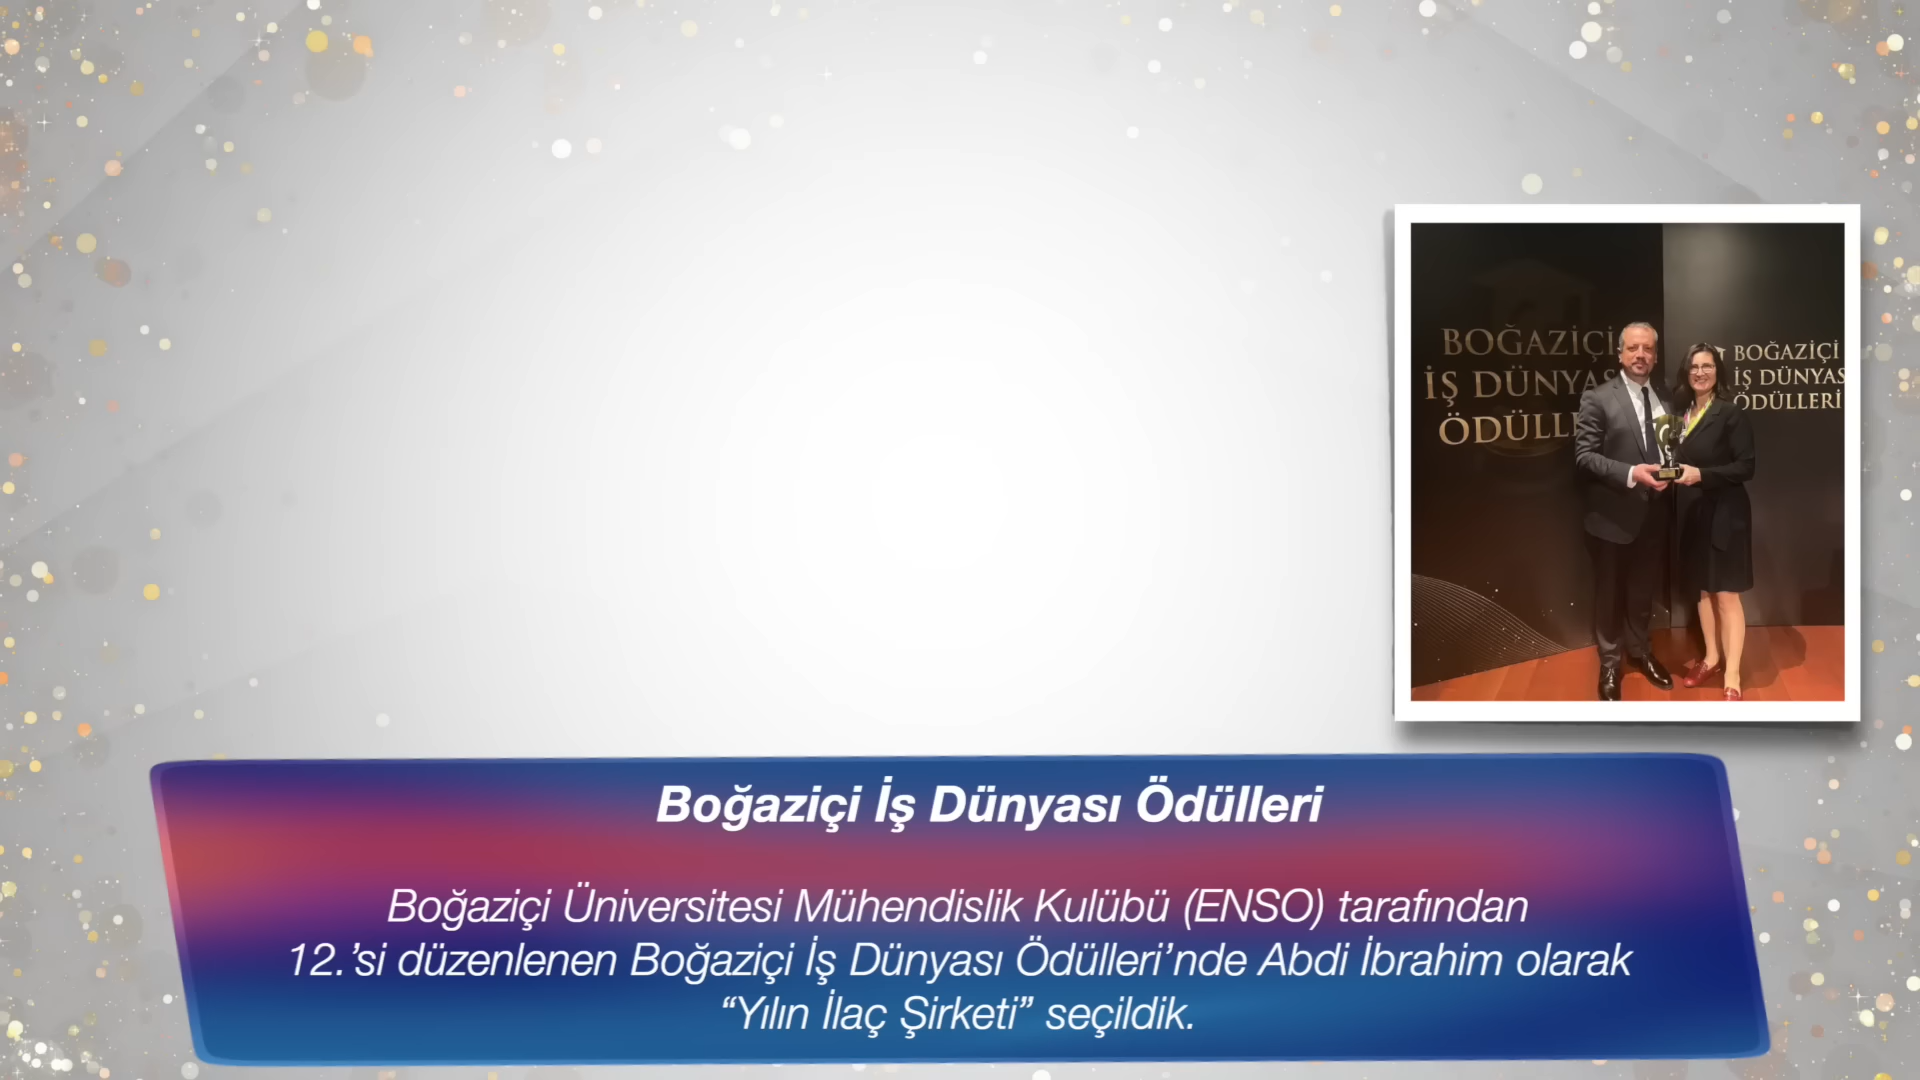 BOĞAZİÇİ
İŞ DÜNYAS
ÖDÜLL
BOĞAZİÇİ
İŞ DÜNYAS
ÖDÜLLERİ
Boğaziçi İş Dünyası Ödülleri
Boğaziçi Üniversitesi Mühendislik Kulübü (ENSO) tarafından
12.’si düzenlenen Boğaziçi İş Dünyası Ödülleri’nde Abdi İbrahim olarak
“Yılın İlaç Şirketi” seçildik.